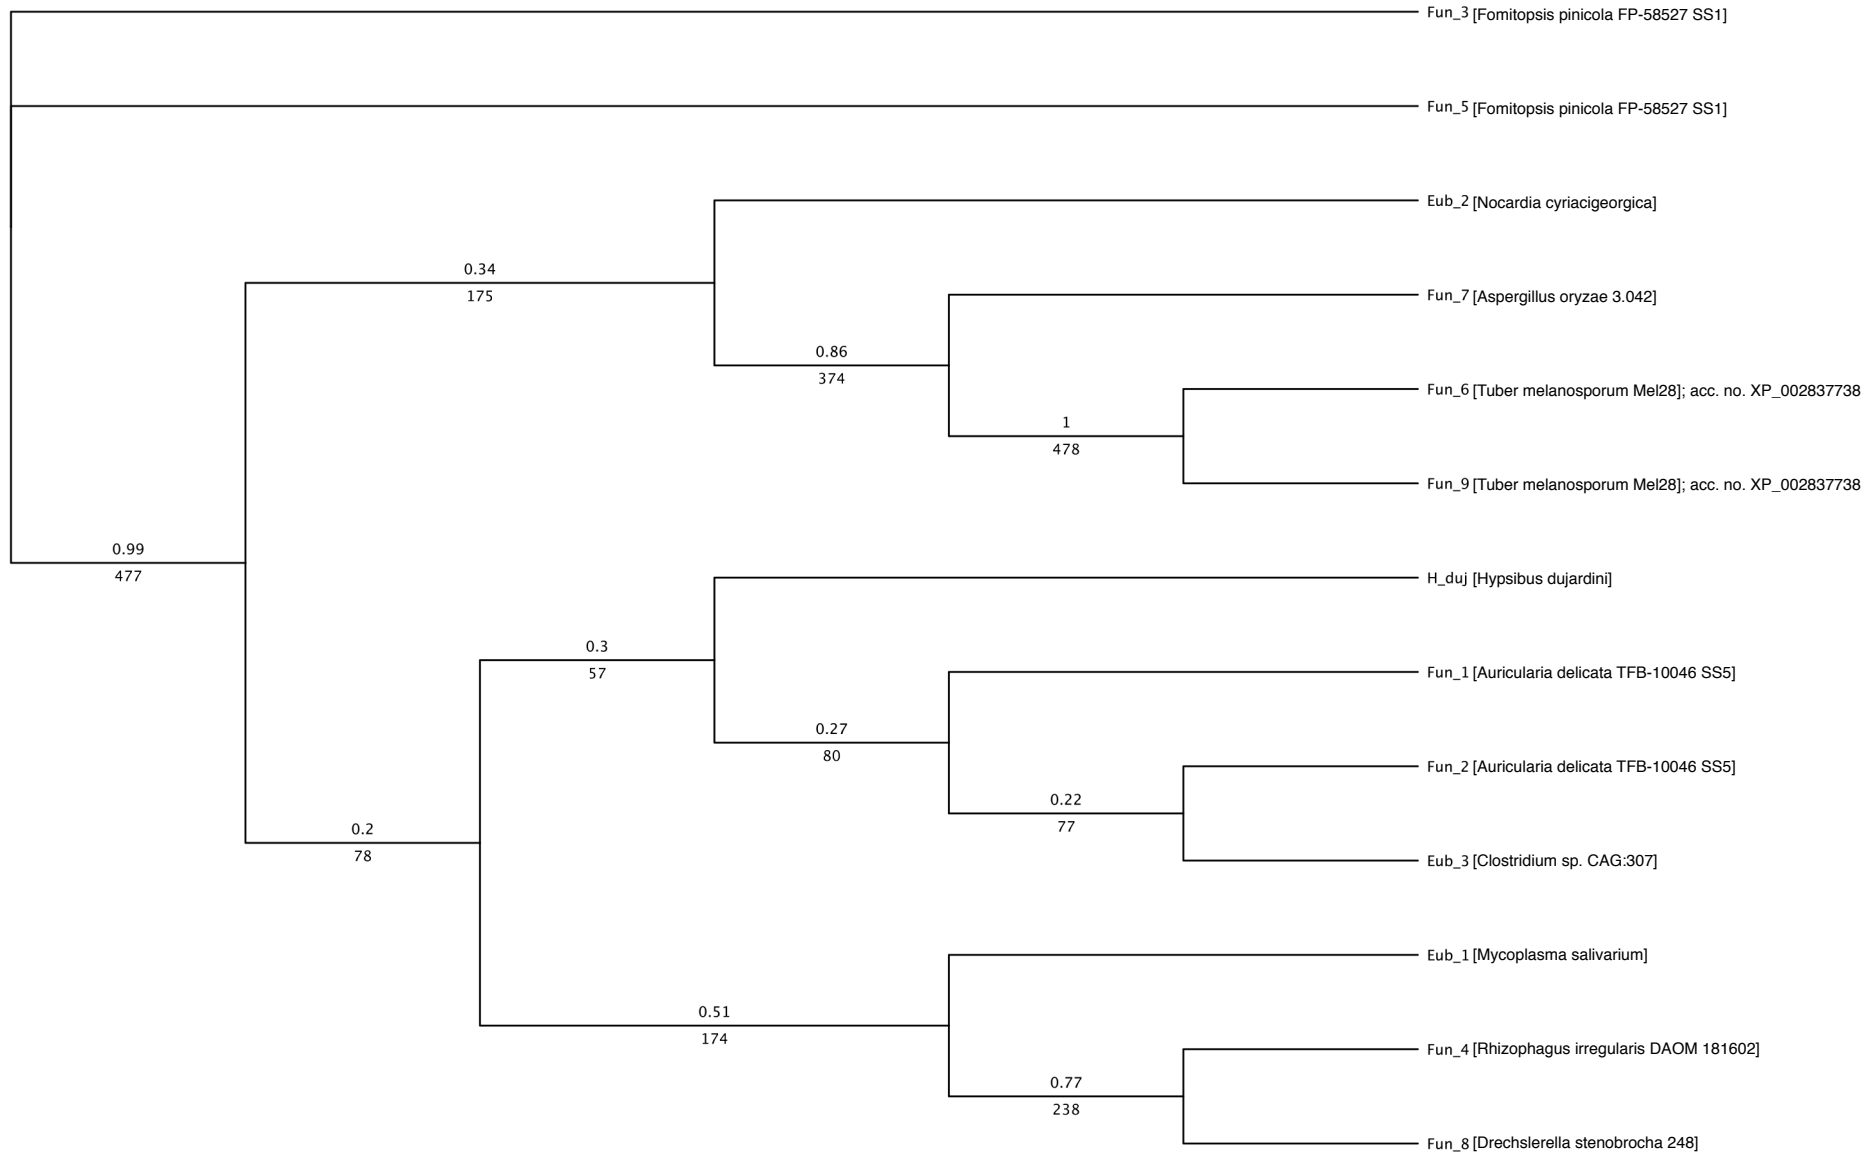 Fun_3 [Fomitopsis pinicola FP-58527 SS1]
Fun_5 [Fomitopsis pinicola FP-58527 SS1]
Eub_2 [Nocardia cyriacigeorgica]
0.34
175
Fun_7 [Aspergillus oryzae 3.042]
0.86
374
Fun_6 [Tuber melanosporum Mel28]; acc. no. XP_002837738
1
478
Fun_9 [Tuber melanosporum Mel28]; acc. no. XP_002837738
0.99
477
H_duj [Hypsibus dujardini]
0.3
57
Fun_1 [Auricularia delicata TFB-10046 SS5]
0.27
80
Fun_2 [Auricularia delicata TFB-10046 SS5]
0.22
77
0.2
78
Eub_3 [Clostridium sp. CAG:307]
Eub_1 [Mycoplasma salivarium]
0.51
174
Fun_4 [Rhizophagus irregularis DAOM 181602]
0.77
238
Fun_8 [Drechslerella stenobrocha 248]